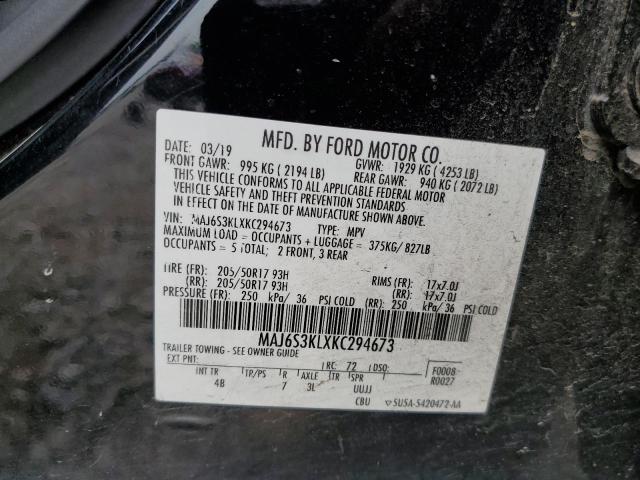 MFD. BY FORD MOTOR CO.
DATE: 03/19 GVWR: 1929 KG ( 4253 LB)
FRONT GAWR: 995 KG ( 2194 LB) REAR GAWR: 940 KG ( 2072 LB)
THIS VEHICLE CONFORMS TO ALL APPLICABLE FEDERAL MOTOR
VEHICLE SAFETY AND THEFT PREVENTION STANDARDS
IN EFFECT ON THE DATE OF MANUFACTURE SHOWN ABOVE.
VIN: MAJ6S3KLXKC294673 TYPE: MPV
MAXIMUM LOAD = OCCUPANTS + LUGGAGE = 375KG/ 827LB
OCCUPANTS = 5 TOTAL; 2 FRONT, 3 REAR
TIRE (FR): 205/50R17 93H RIMS (FR): 17x7.0J
(RR): 205/50R17 93H (RR): 17x7.0J
PRESSURE (FR): 250 kPa/ 36 PSI COLD (RR): 250 kPa/ 36 PSI COLD
MAJ6S3KLXKC294673
TRAILER TOWING - SEE OWNER GUIDE
EXT PNT: RC: 72 DSO: F0008
R0027
INT TR TP/PS R AXLE TR SPR
4B 7 3L UUJJ
CBU ▽ SUSA-S420472-AA